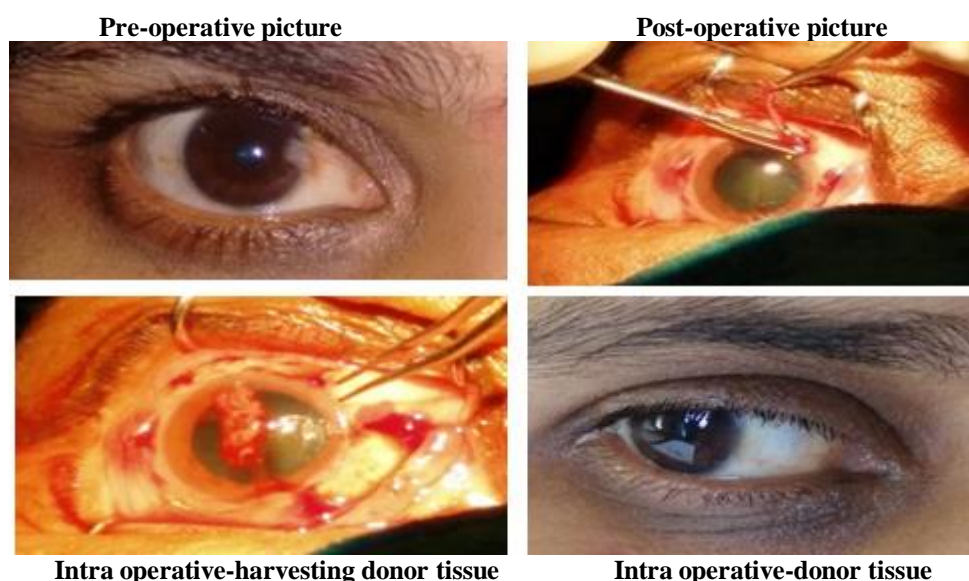 Pre-operative picture
Post-operative picture
Intra operative-harvesting donor tissue
Intra operative-donor tissue